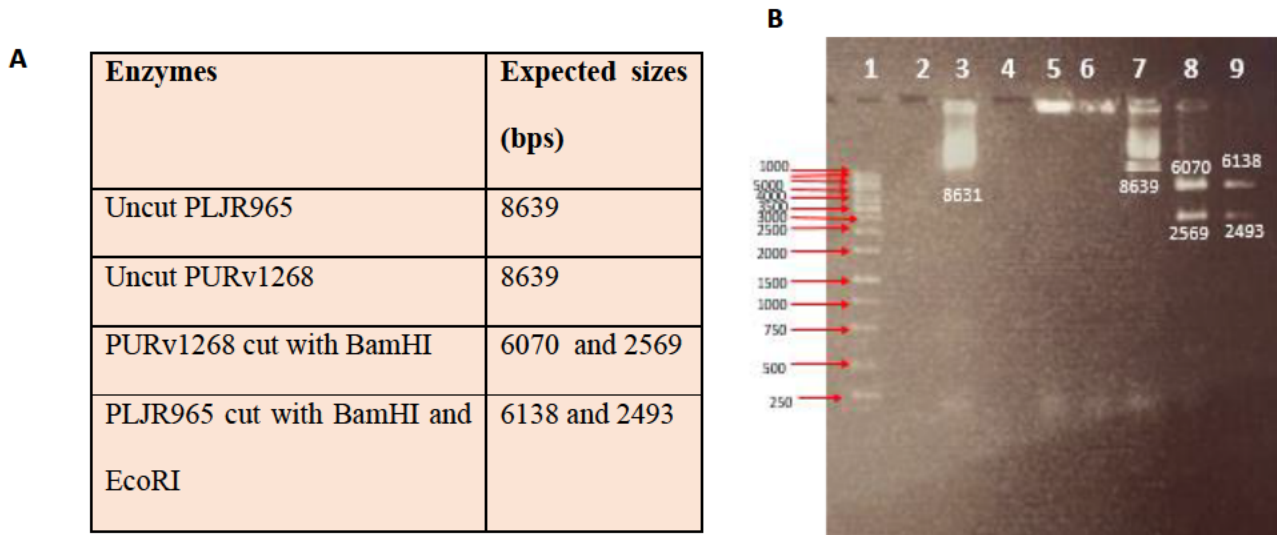 A
Enzymes
Expected sizes
(bps)
Uncut PLJR965
8639
Uncut PURv1268
8639
PURv1268 cut with BamHI
6070 and 2569
PLJR965 cut with BamHI and
EcoRI
6138 and 2493
B
1 2 3 4 5 6 7 8 9
1000
5000
4000
3500
3000
2500
2000
1500
1000
750
500
250
8631
8639
6070
6138
2569
2493